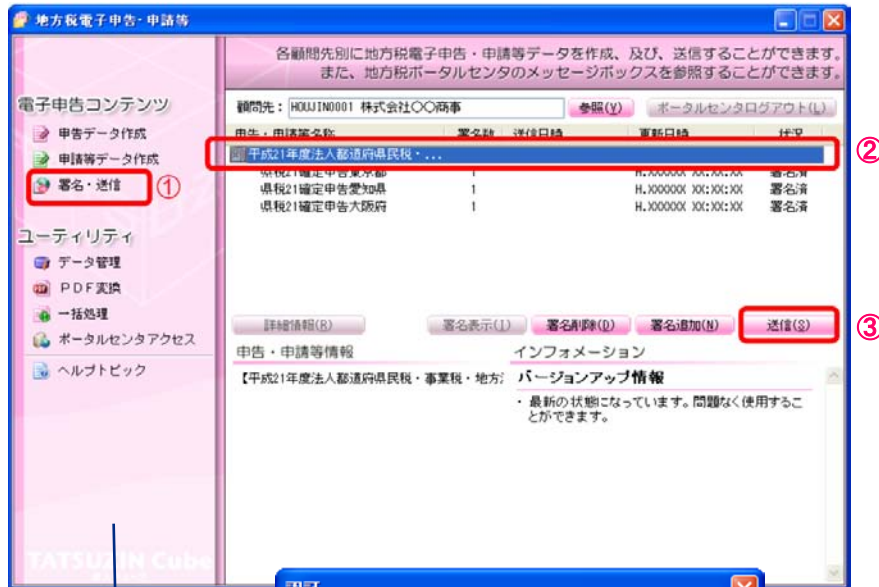 地方税電子申告・申請等
各顧問先別に地方税電子申告・申請等データを作成、及び、送信することができます。
また、地方税ポータルセンタのメッセージボックスを参照することができます。
電子申告コンテンツ
申告データ作成
申請等データ作成
署名・送信
①
ユーティリティ
データ管理
PDF変換
一括処理
ポータルセンタアクセス
ヘルプトピック
顧問先: HOUJIN0001 株式会社〇〇商事 参照(Y) ポータルセンタログアウト(L)
申告・申請等名称 署名数 送信日時 更新日時 状況
平成21年度法人都道府県民税・...
②
県税21確定申告東京都 1 H.XXXXXX XX:XX:XX 署名済
県税21確定申告愛知県 1 H.XXXXXX XX:XX:XX 署名済
県税21確定申告大阪府 1 H.XXXXXX XX:XX:XX 署名済
詳細情報(R) 署名表示(I) 署名削除(D) 署名追加(N) 送信(S)
③
申告・申請等情報
【平成21年度法人都道府県民税・事業税・地方
インフォメーション
バージョンアップ情報
・ 最新の状態になっています。問題なく使用するこ
とができます。
TATSUZIN Cube